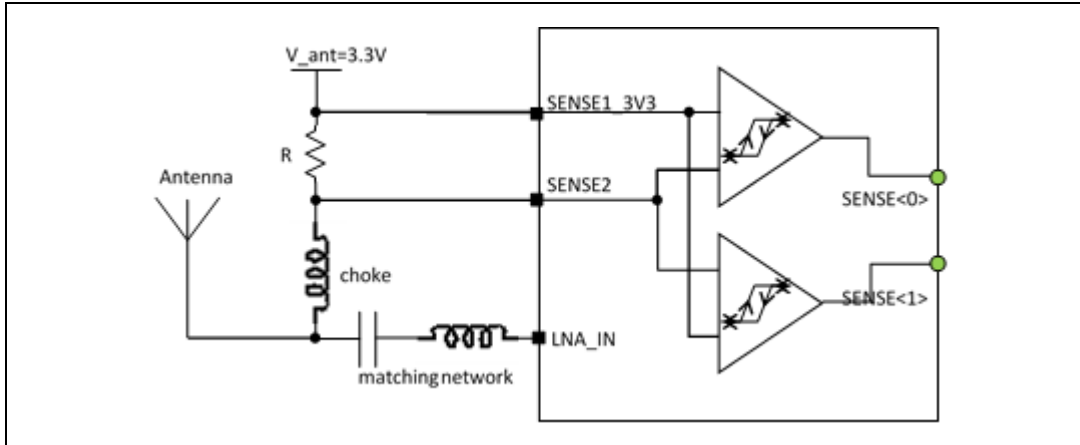 V_ant=3.3V
SENSE1_3V3
R
Antenna
SENSE2
SENSE<0>
choke
SENSE<1>
LNA_IN
matching network